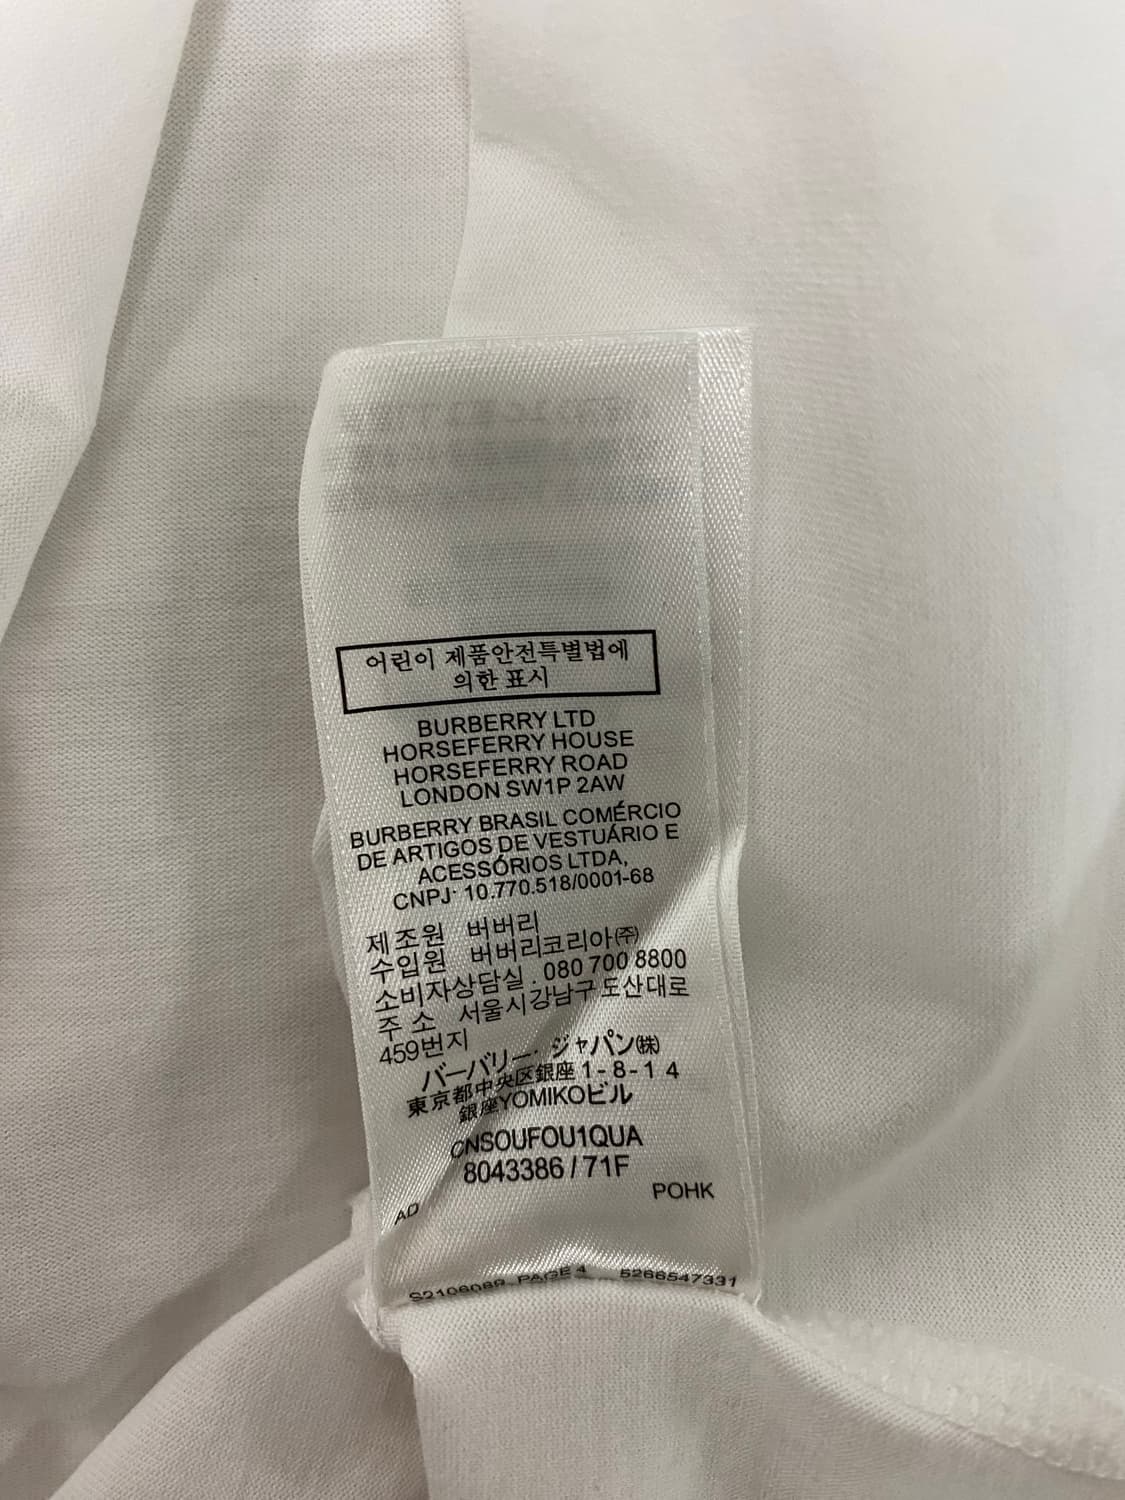 어린이 제품안전특별법에
의한 표시
BURBERRY LTD
HORSEFERRY HOUSE
HORSEFERRY ROAD
LONDON SW1P 2AW
BURBERRY BRASIL COMÉRCIO
DE ARTIGOS DE VESTUÁRIO E
ACESSÓRIOS LTDA,
CNPJ· 10.770.518/0001-68
제조원 버버리
수입원 버버리코리아㈜
소비자상담실 . 080 700 8800
주 소 서울시강남구 도산대로
459번지
バーバリー・ジャパン㈱
東京都中央区銀座1-8-14
銀座YOMIKOビル
CNSOUFOU1QUA
8043386 / 71F
AD POHK
PAGE 4 5266547331